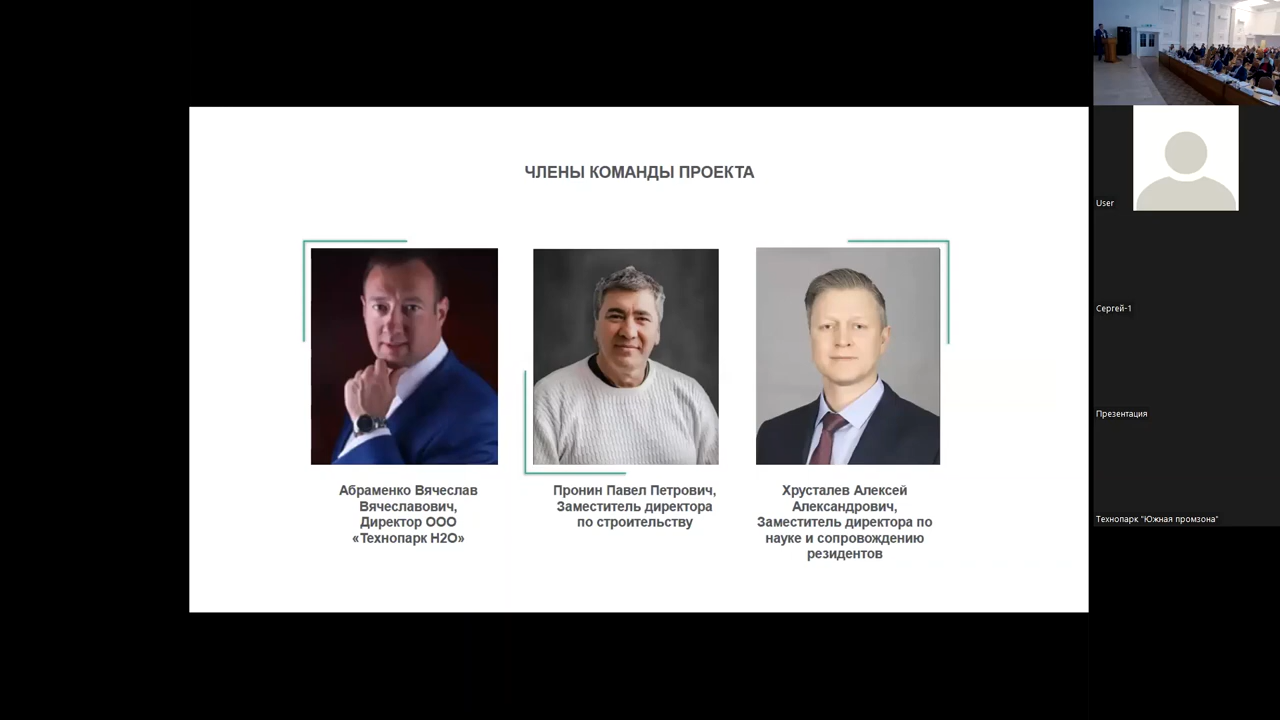 ЧЛЕНЫ КОМАНДЫ ПРОЕКТА
Абраменко Вячеслав
Вячеславович,
Директор ООО
«Технопарк Н2О»
Пронин Павел Петрович,
Заместитель директора
по строительству
Хрусталев Алексей
Александрович,
Заместитель директора по
науке и сопровождению
резидентов
User
Сергей-1
Презентация
Технопарк "Южная промзона"